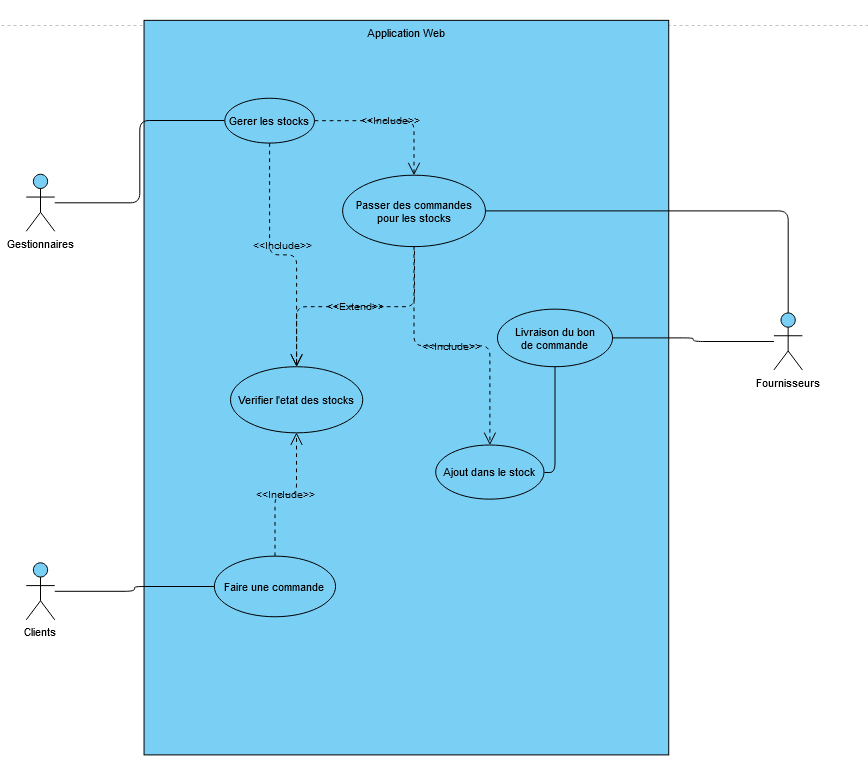 Application Web
Gerer les stocks
<<Include>>
Passer des commandes
pour les stocks
Gestionnaires
<<Include>>
<<Extend>>
Livraison du bon
de commande
<<Include>>
Fournisseurs
Verifier l'etat des stocks
Ajout dans le stock
<<Include>>
Faire une commande
Clients